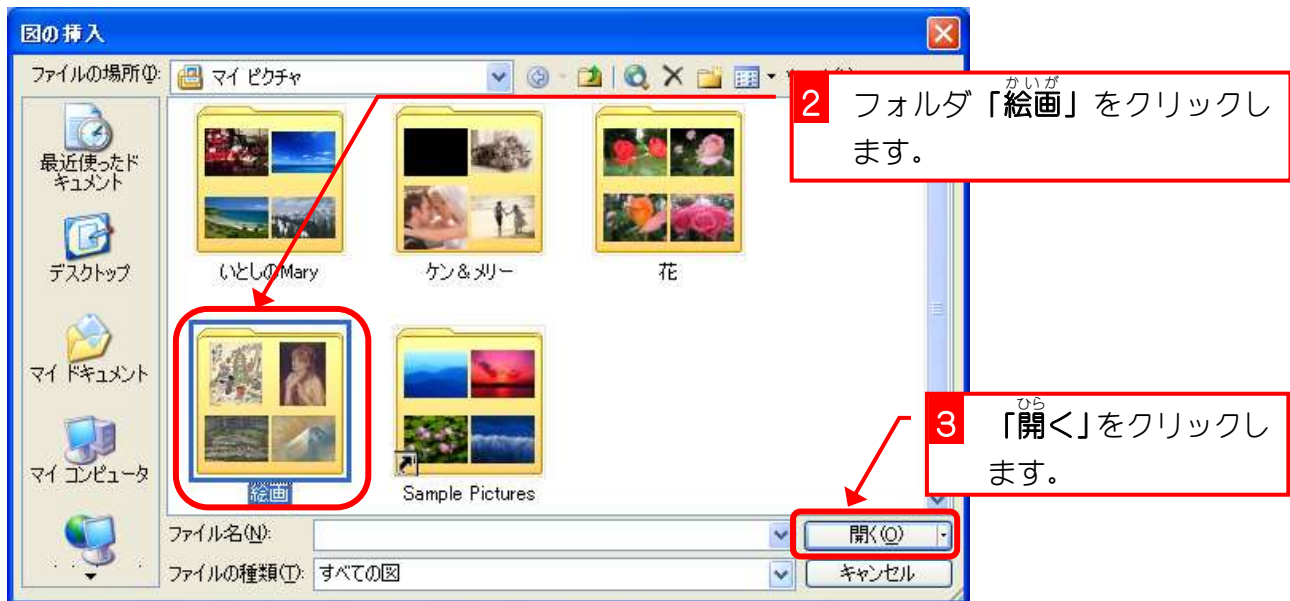 図の挿入
ファイルの場所(I):
マイ ピクチャ
2
かいが
フォルダ「絵画」をクリックし
ます。
最近使ったド
キュメント
デスクトップ
マイ ドキュメント
マイ コンピュータ
いとしのMary
ケン&メリー
花
絵画
Sample Pictures
3
ひら
「開く」をクリックし
ます。
ファイル名(N):
開く(O)
ファイルの種類(T):
すべての図
キャンセル